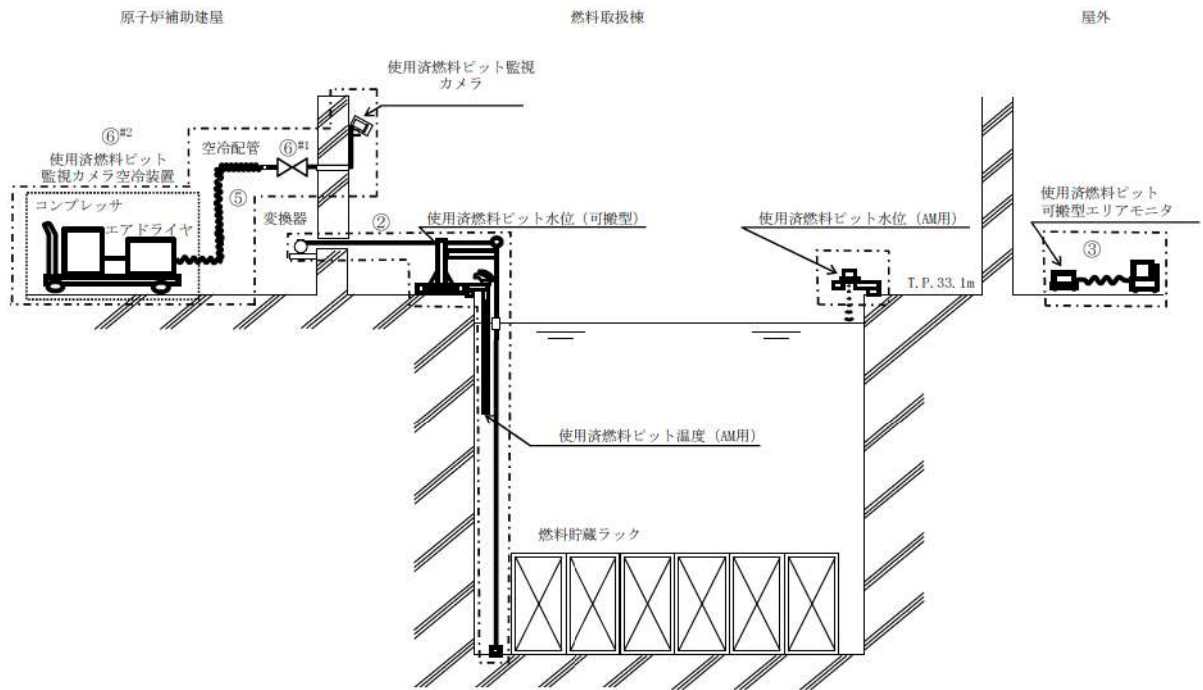 原子炉補助建屋
燃料取扱棟
屋外
使用済燃料ピット監視
カメラ
⑥#2
使用済燃料ピット
監視カメラ空冷装置
空冷配管
⑥#1
コンプレッサ
エアドライヤ
⑤
変換器
②
使用済燃料ピット水位(可搬型)
使用済燃料ピット水位(AM用)
使用済燃料ピット
可搬型エリアモニタ
③
T.P.33.1m
使用済燃料ピット温度(AM用)
燃料貯蔵ラック